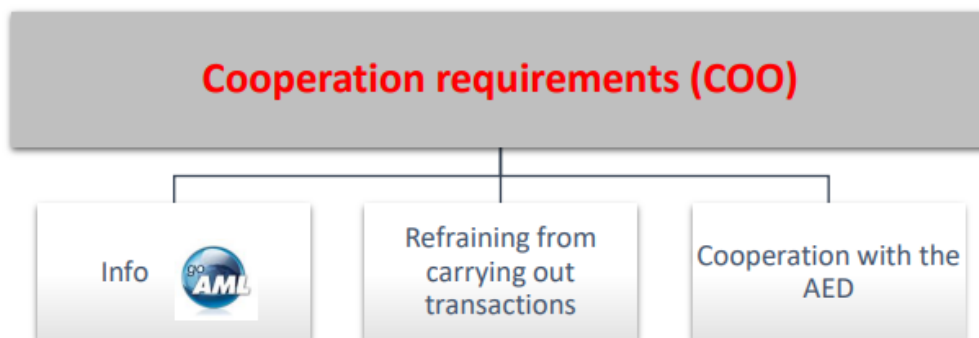 Cooperation requirements (COO)
Info
go
AML
Refraining from
carrying out
transactions
Cooperation with the
AED